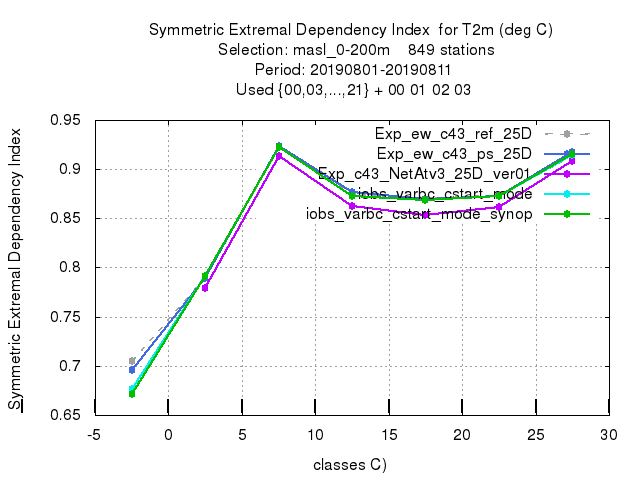 Symmetric Extremal Dependency Index  for T2m (deg C)
Selection: masl_0-200m    849 stations
Period: 20190801-20190811
Used {00,03,...,21} + 00 01 02 03
Symmetric Extremal Dependency Index
0.95
0.9
0.85
0.8
0.75
0.7
0.65
Exp_ew_c43_ref_25D
Exp_ew_c43_ps_25D
Exp_c43_NetAtv3_25D_ver01
iobs_varbc_cstart_mode
iobs_varbc_cstart_mode_synop
-5 0 5 10 15 20 25 30
classes C)